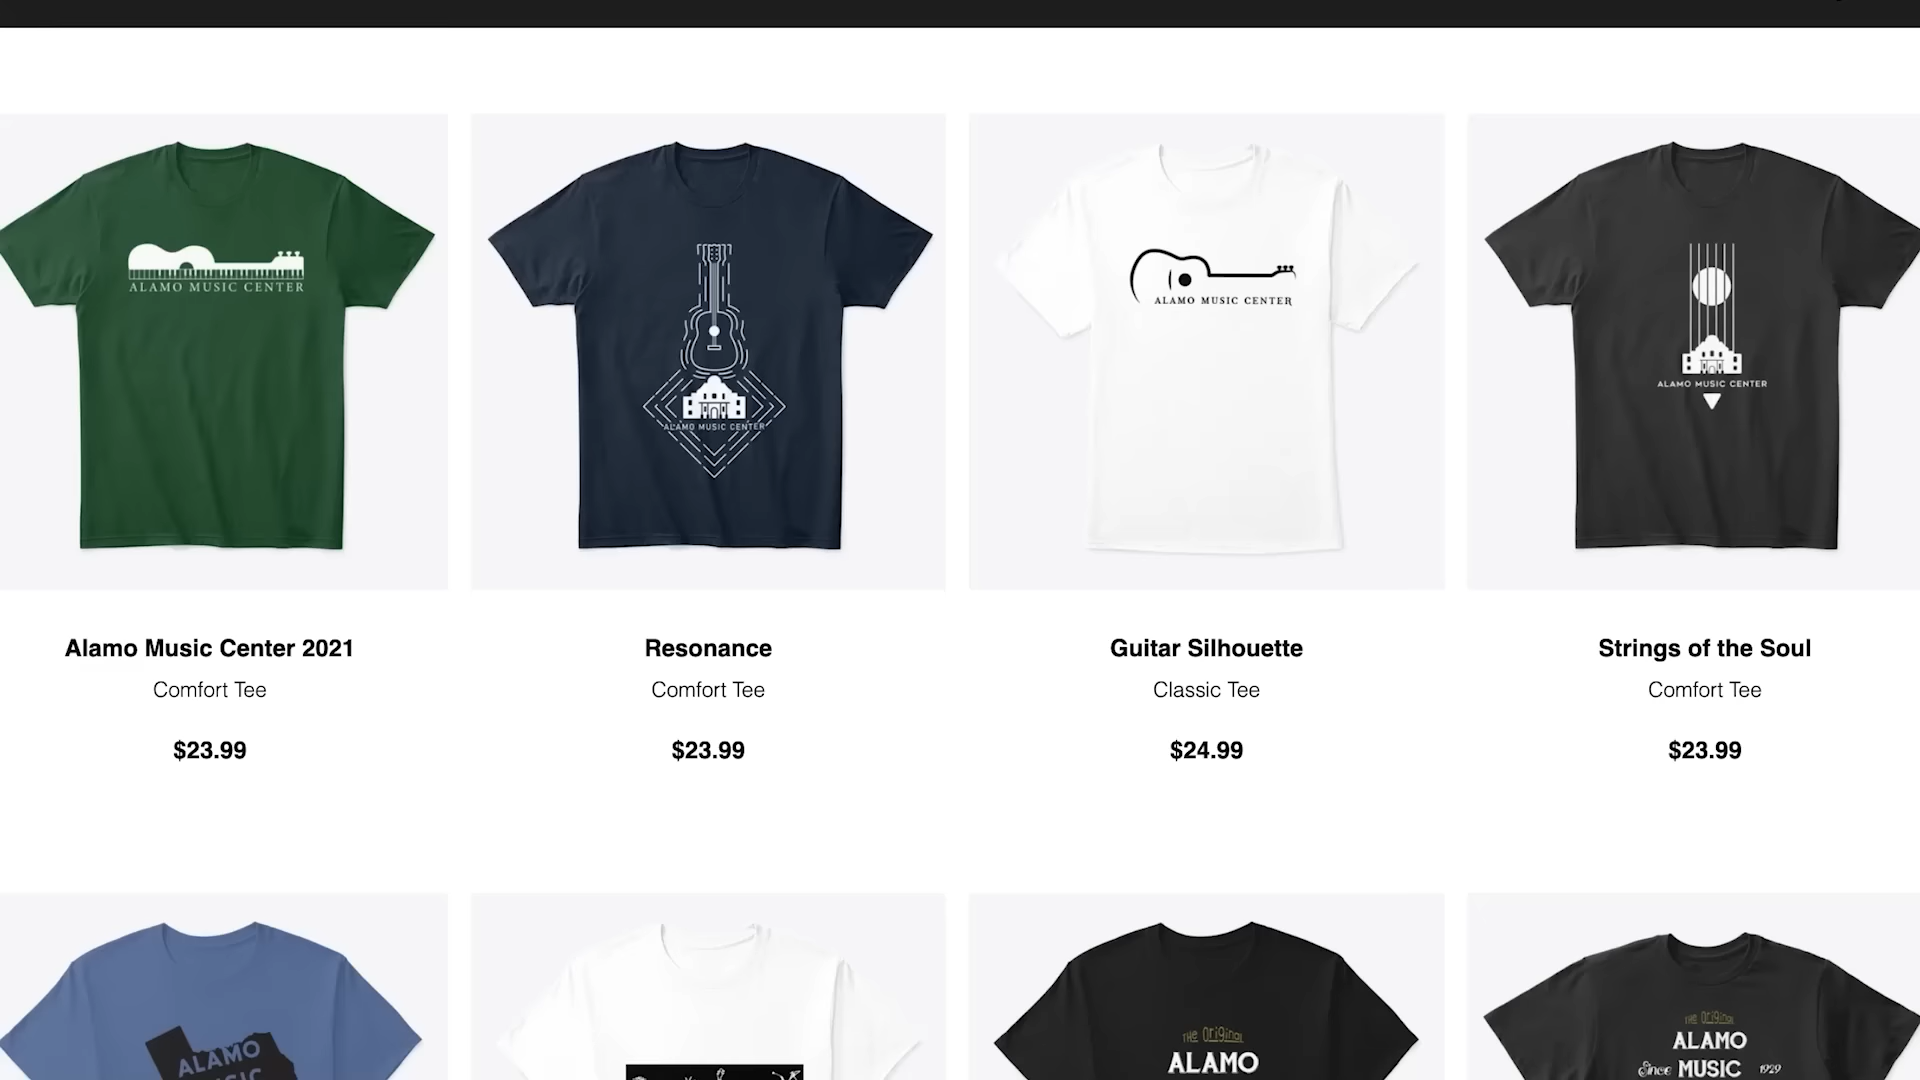 ALAMO MUSIC CENTER
ALAMO MUSIC CENTER
ALAMO MUSIC CENTER
ALAMO MUSIC CENTER
Alamo Music Center 2021
Comfort Tee
$23.99
Resonance
Comfort Tee
$23.99
Guitar Silhouette
Classic Tee
$24.99
Strings of the Soul
Comfort Tee
$23.99
ALAMO
MUSIC
The Original
ALAMO
The Original
ALAMO
Since MUSIC 1929